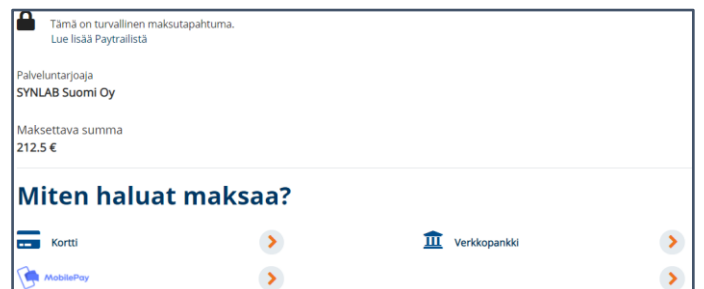 Tämä on turvallinen maksutapahtuma.
Lue lisää Paytrailistä
Palveluntarjoaja
SYNLAB Suomi Oy
Maksettava summa
212.5 €
Miten haluat maksaa?
Kortti
Verkkopankki
MobilePay